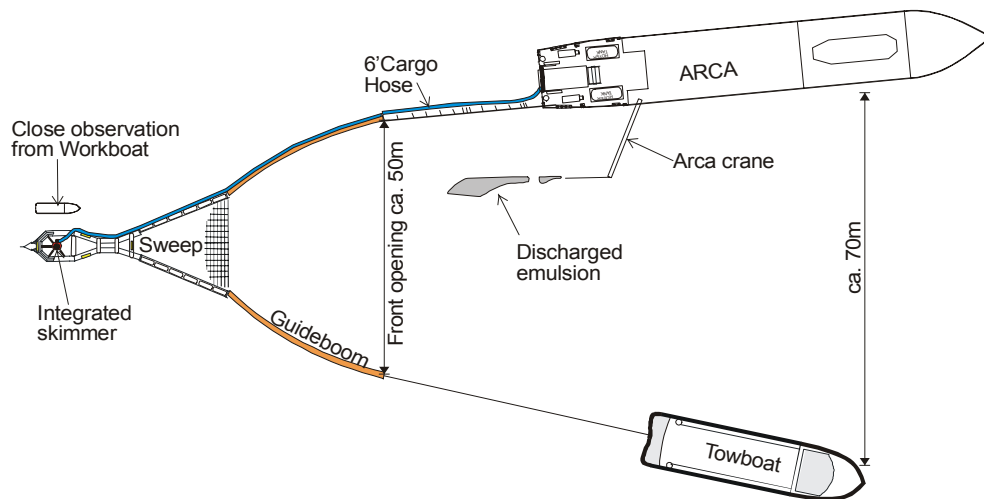 6'Cargo
Hose
ARCA
Close observation
from Workboat
Arca crane
Front opening ca. 50m
ca. 70m
Sweep
Discharged
emulsion
Integrated
skimmer
Guideboom
Towboat